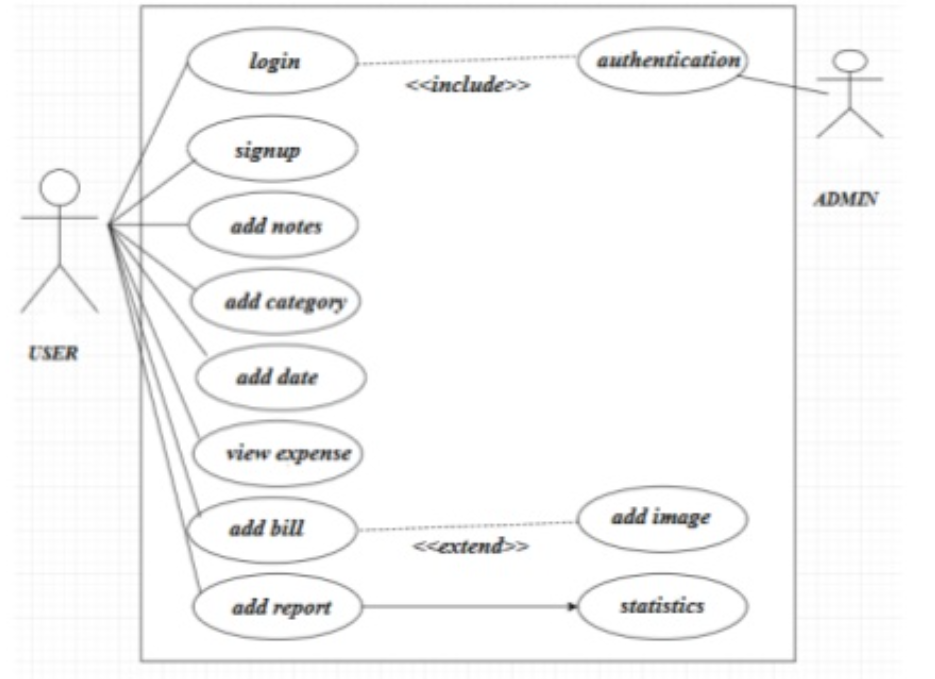 login
authentication
<<include>>
signup
ADMIN
add notes
add category
USER
add date
view expense
add bill
add image
<<extend>>
add report
statistics